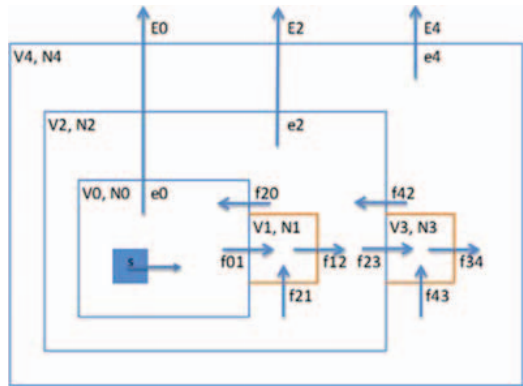 E0 E2 E4
V4, N4 e4
V2, N2 e2
V0, N0 e0 f20 f42
V1, N1 V3, N3
s f01 f12 f23 f34
f21 f43